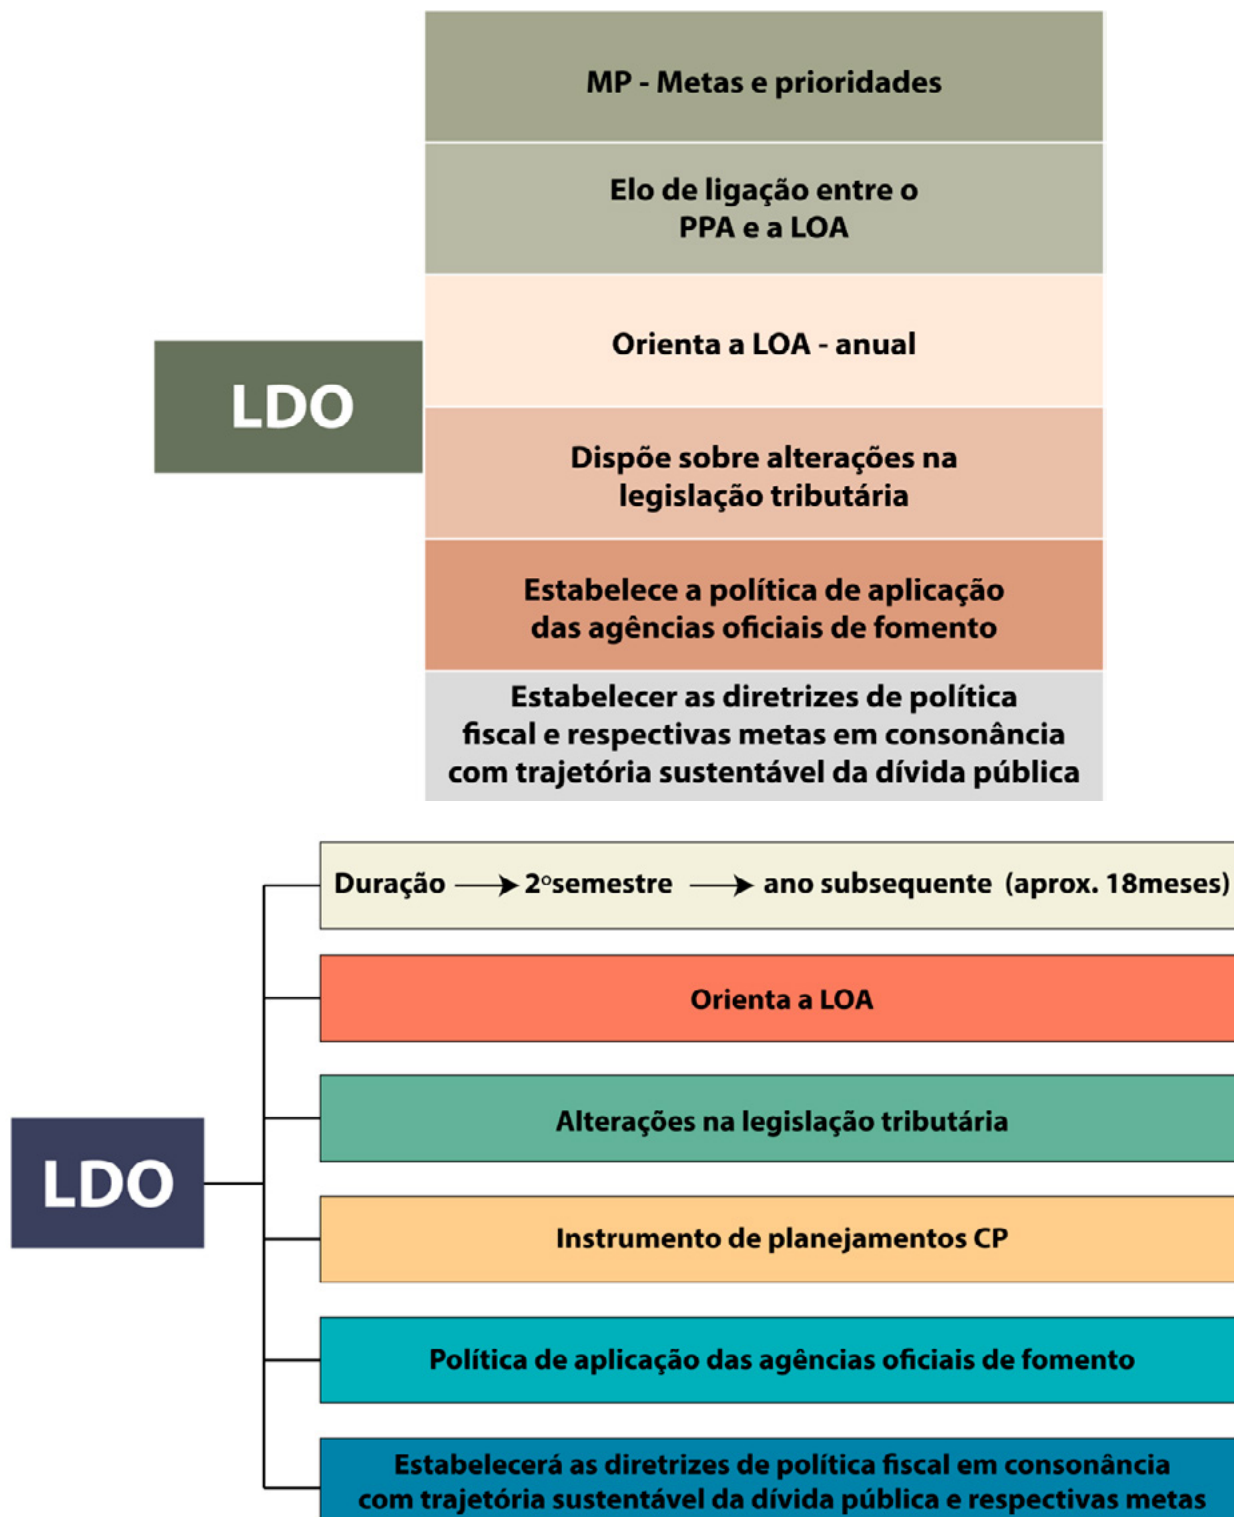 MP - Metas e prioridades
Elo de ligação entre o
PPA e a LOA
Orienta a LOA - anual
LDO
Dispõe sobre alterações na
legislação tributária
Estabelece a política de aplicação
das agências oficiais de fomento
Estabelecer as diretrizes de política
fiscal e respectivas metas em consonância
com trajetória sustentável da dívida pública
Duração → 2ºsemestre → ano subsequente (aprox. 18meses)
Orienta a LOA
Alterações na legislação tributária
LDO
Instrumento de planejamentos CP
Política de aplicação das agências oficiais de fomento
Estabelecerá as diretrizes de política fiscal em consonância
com trajetória sustentável da dívida pública e respectivas metas